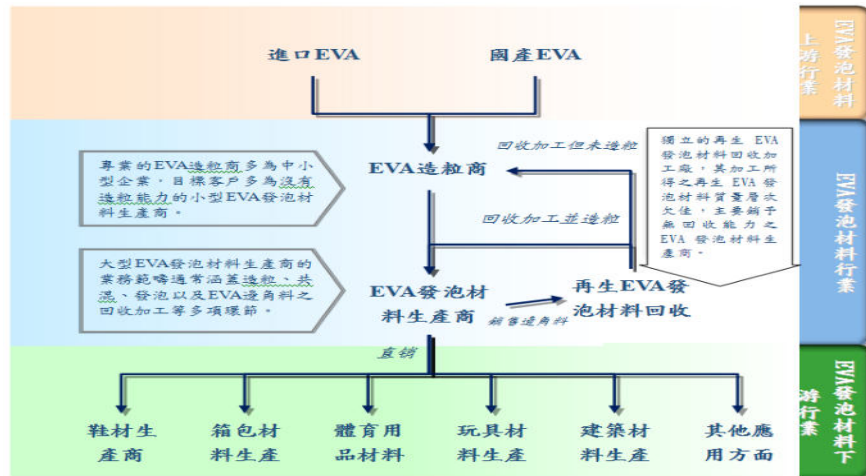 進口EVA
國產EVA
EVA發泡材料
上游行業
回收加工但未造粒
EVA造粒商
專業的EVA造粒商多為中小
型企業，目標客戶多為沒有
造粒能力的小型EVA發泡材
料生產商。
獨立的再生 EVA
發泡材料回收加
工廠，其加工所
得之再生 EVA 發
泡材料質量層次
欠佳，主要銷予
無回收能力之
EVA 發泡材料生
產商。
EVA發泡材料行業
回收加工並造粒
大型EVA發泡材料生產商的
業務範疇通常涵蓋造粒、共
混、發泡以及EVA邊角料之
回收加工等多項環節。
EVA發泡材
料生產商
銷售邊角料
再生EVA發
泡材料回收
直销
EVA發泡材料下
游行業
鞋材生
產商
箱包材
料生產
體育用
品材料
玩具材
料生產
建築材
料生產
其他應
用方面